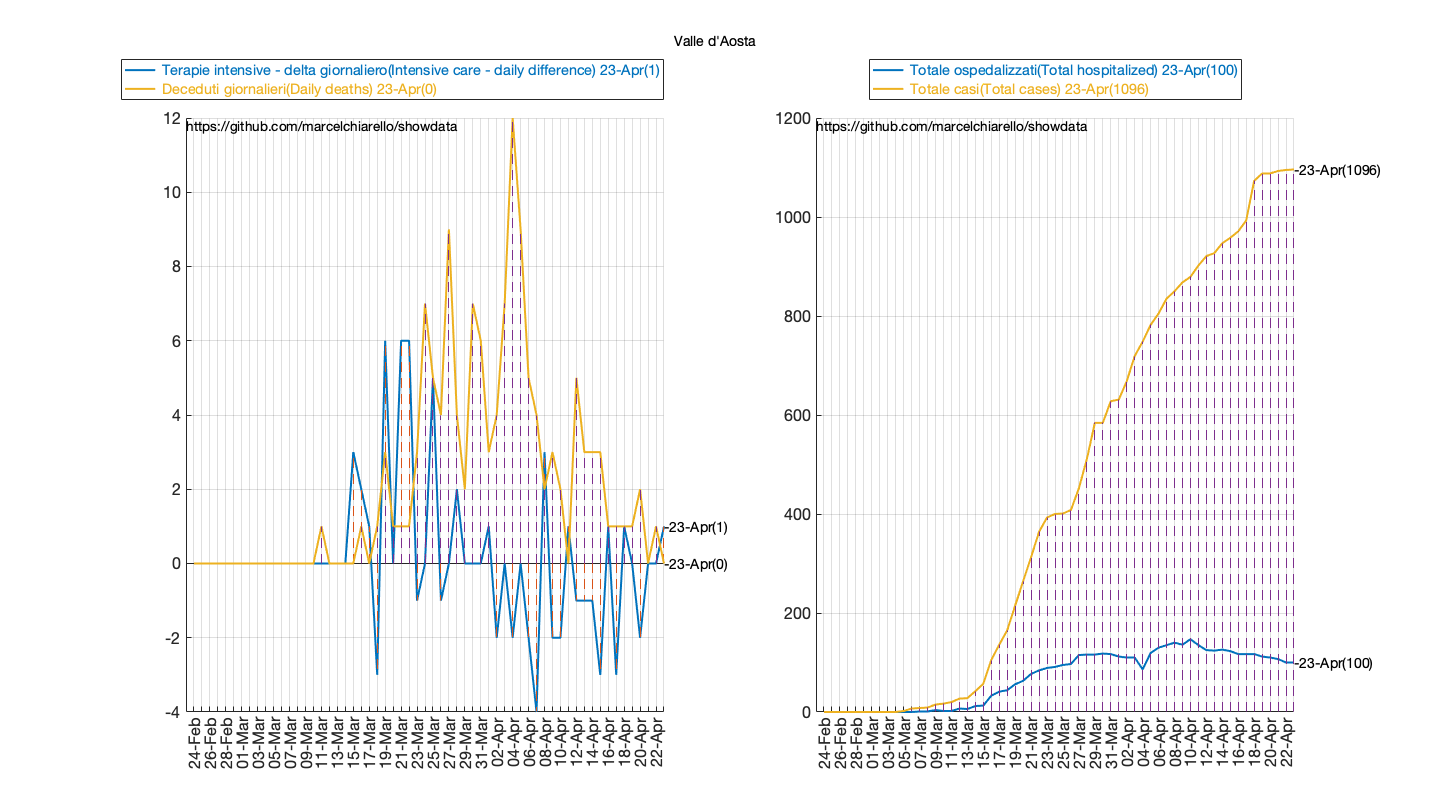 Valle d'Aosta
Terapie intensive - delta giornaliero(Intensive care - daily difference) 23-Apr(1)
Deceduti giornalieri(Daily deaths) 23-Apr(0)
https://github.com/marcelchiarello/showdata
12
10
8
6
4
2
0
-2
-4
-23-Apr(1)
-23-Apr(0)
24-Feb
26-Feb
28-Feb
01-Mar
03-Mar
05-Mar
07-Mar
09-Mar
11-Mar
13-Mar
15-Mar
17-Mar
19-Mar
21-Mar
23-Mar
25-Mar
27-Mar
29-Mar
31-Mar
02-Apr
04-Apr
06-Apr
08-Apr
10-Apr
12-Apr
14-Apr
16-Apr
18-Apr
20-Apr
22-Apr
Totale ospedalizzati(Total hospitalized) 23-Apr(100)
Totale casi(Total cases) 23-Apr(1096)
https://github.com/marcelchiarello/showdata
1200
1000
800
600
400
200
0
-23-Apr(1096)
-23-Apr(100)
24-Feb
26-Feb
28-Feb
01-Mar
03-Mar
05-Mar
07-Mar
09-Mar
11-Mar
13-Mar
15-Mar
17-Mar
19-Mar
21-Mar
23-Mar
25-Mar
27-Mar
29-Mar
31-Mar
02-Apr
04-Apr
06-Apr
08-Apr
10-Apr
12-Apr
14-Apr
16-Apr
18-Apr
20-Apr
22-Apr